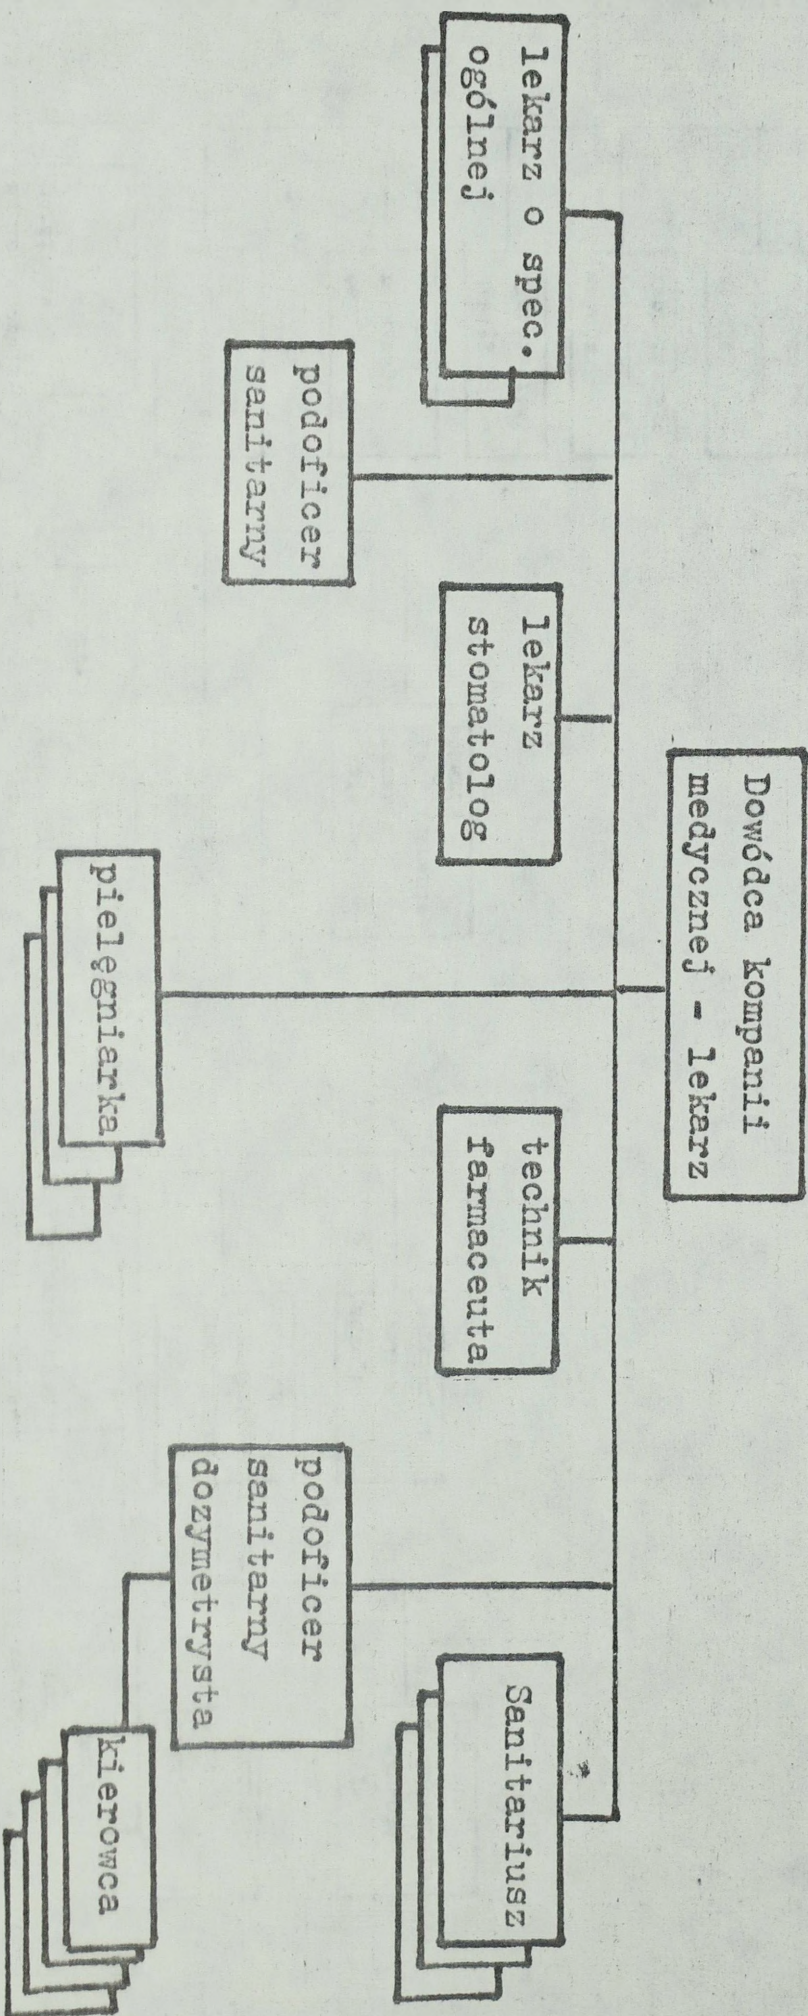 Dowódca kompanii
medycznej - lekarz
lekarz o spec.
ogólnej
lekarz
stomatolog
technik
farmaceuta
Sanitariusz
podoficer
sanitarny
podoficer
sanitarny
dozymetrysta
pielęgniarka
kierowca